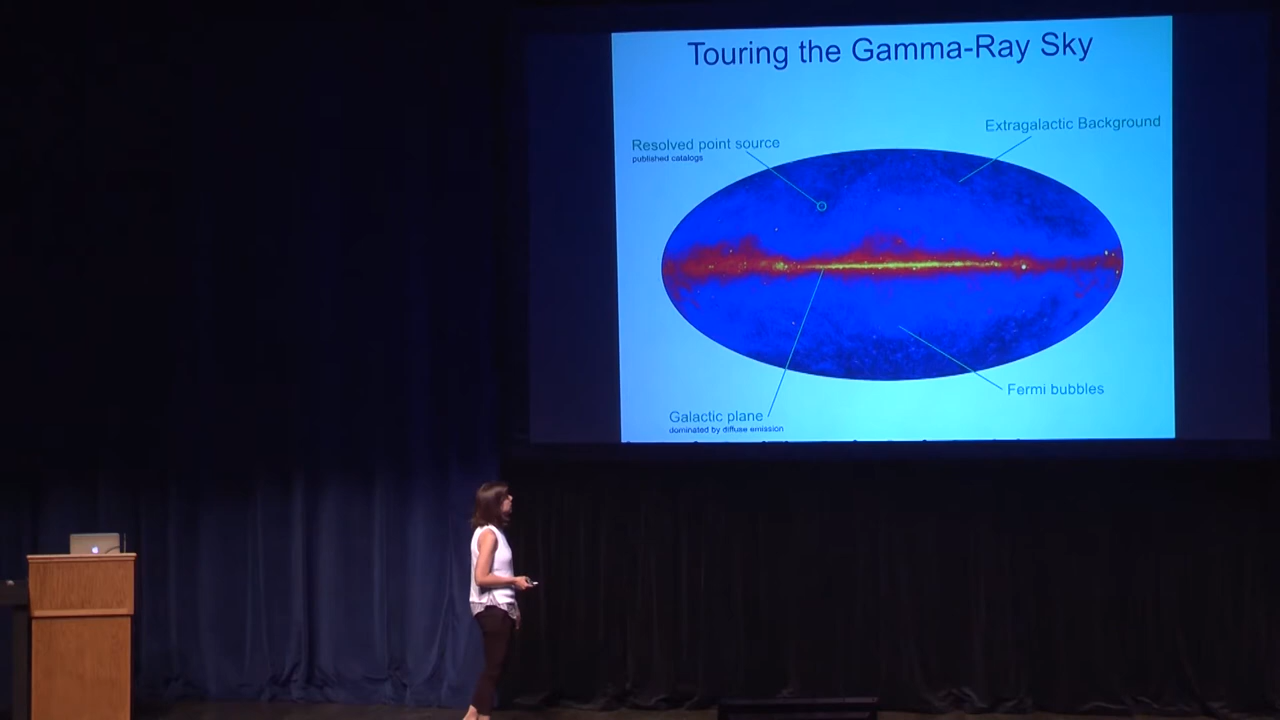 Touring the Gamma-Ray Sky
Extragalactic Background
Resolved point source
published catalogs
Fermi bubbles
Galactic plane
dominated by diffuse emission